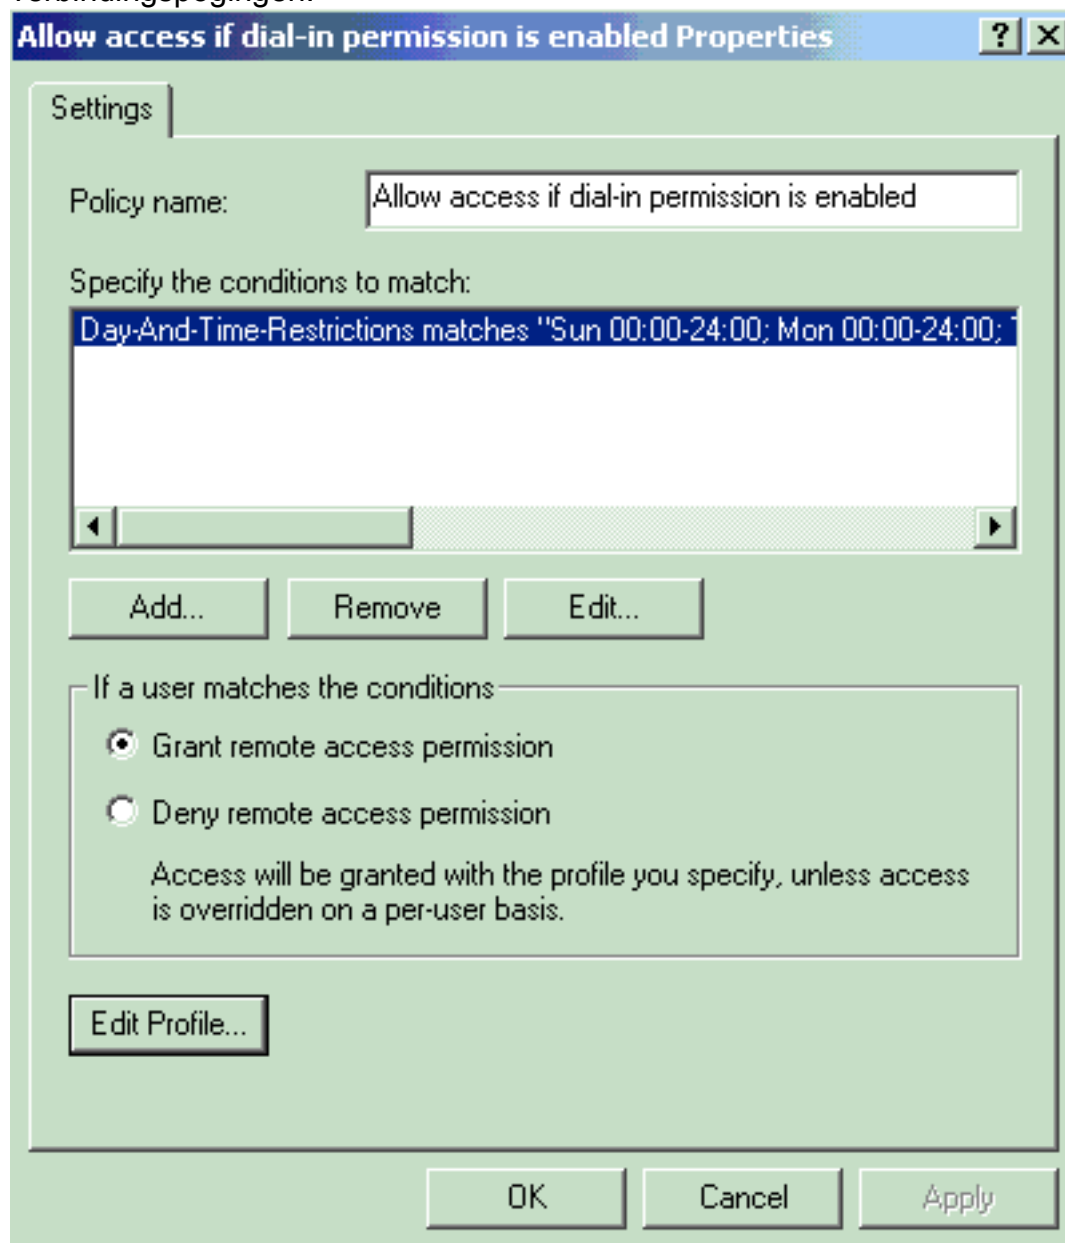 verbindingspogingen.
Allow access if dial-in permission is enabled Properties
Settings
Policy name:
Allow access if dial-in permission is enabled
Specify the conditions to match:
Day-And-Time-Restrictions matches "Sun 00:00-24:00; Mon 00:00-24:00;
Add...
Remove
Edit...
If a user matches the conditions
Grant remote access permission
Deny remote access permission
Access will be granted with the profile you specify, unless access
is overridden on a per-user basis.
Edit Profile...
OK
Cancel
Apply